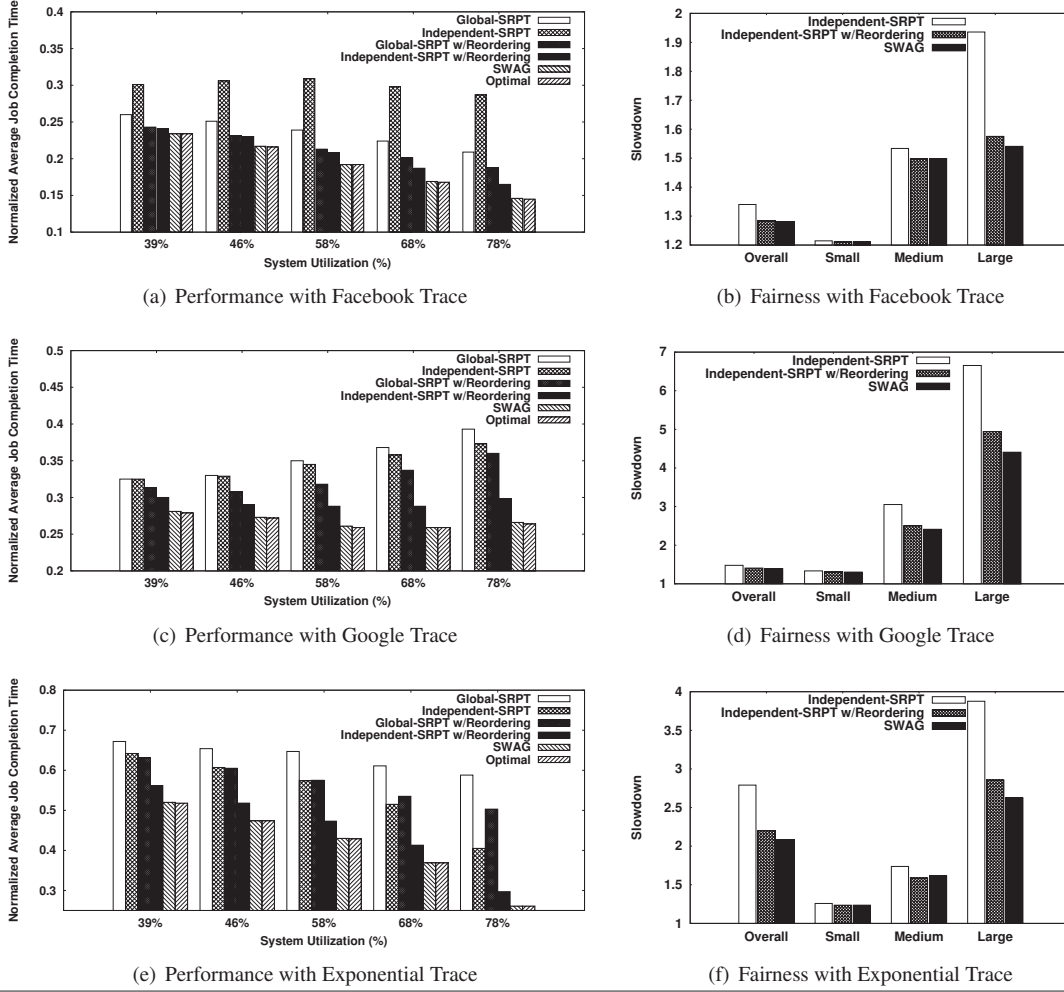 0.4
0.35
0.3
0.25
0.2
0.15
0.1
Normalized Average Job Completion Time
Global-SRPT
Independent-SRPT
Global-SRPT w/Reordering
Independent-SRPT w/Reordering
SWAG
Optimal
39% 46% 58% 68% 78%
System Utilization (%)
(a) Performance with Facebook Trace
2
1.9
1.8
1.7
1.6
1.5
1.4
1.3
1.2
Slowdown
Independent-SRPT
Independent-SRPT w/Reordering
SWAG
Overall Small Medium Large
(b) Fairness with Facebook Trace
0.5
0.45
0.4
0.35
0.3
0.25
0.2
Normalized Average Job Completion Time
Global-SRPT
Independent-SRPT
Global-SRPT w/Reordering
Independent-SRPT w/Reordering
SWAG
Optimal
39% 46% 58% 68% 78%
System Utilization (%)
(c) Performance with Google Trace
7
6
5
4
3
2
1
Slowdown
Independent-SRPT
Independent-SRPT w/Reordering
SWAG
Overall Small Medium Large
(d) Fairness with Google Trace
0.8
0.7
0.6
0.5
0.4
0.3
Normalized Average Job Completion Time
Global-SRPT
Independent-SRPT
Global-SRPT w/Reordering
Independent-SRPT w/Reordering
SWAG
Optimal
39% 46% 58% 68% 78%
System Utilization (%)
(e) Performance with Exponential Trace
4
3.5
3
2.5
2
1.5
1
Slowdown
Independent-SRPT
Independent-SRPT w/Reordering
SWAG
Overall Small Medium Large
(f) Fairness with Exponential Trace